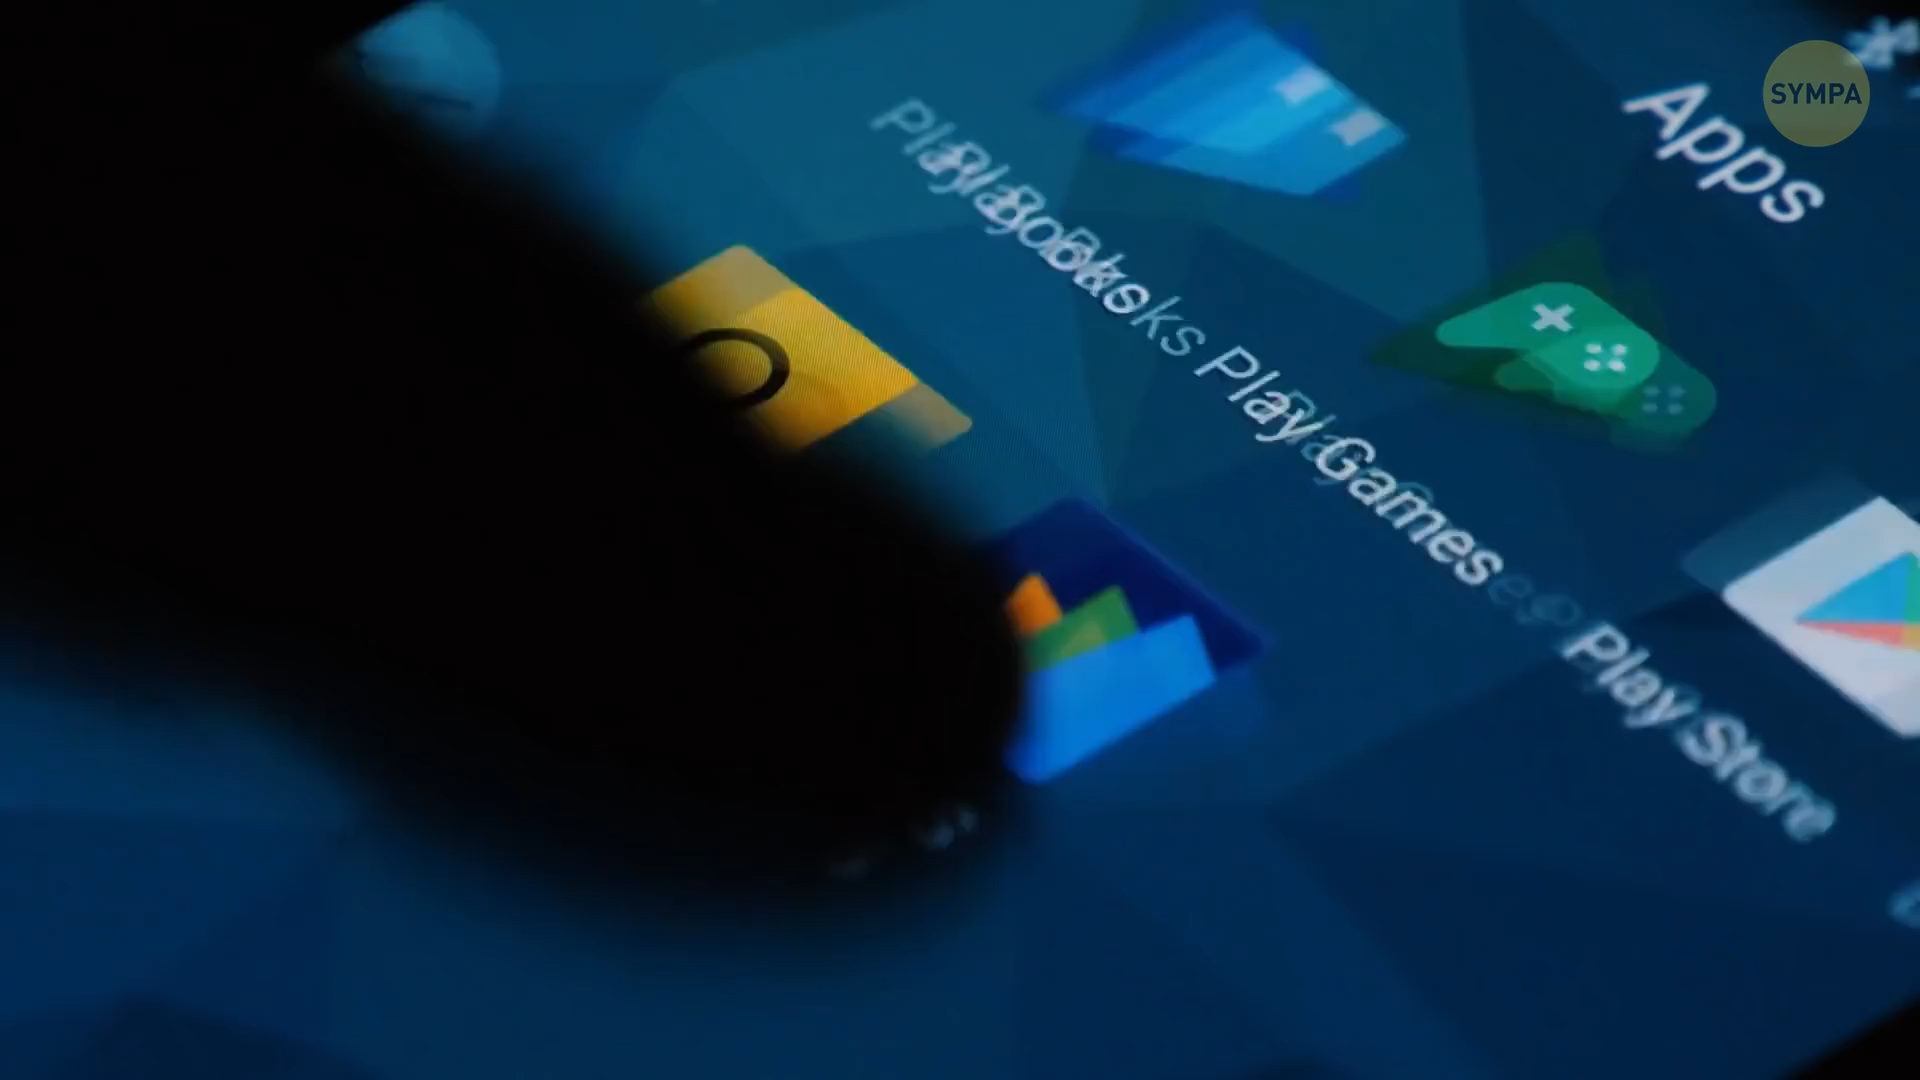 SYMPA
Apps
Play Books
Play Games
Play Store